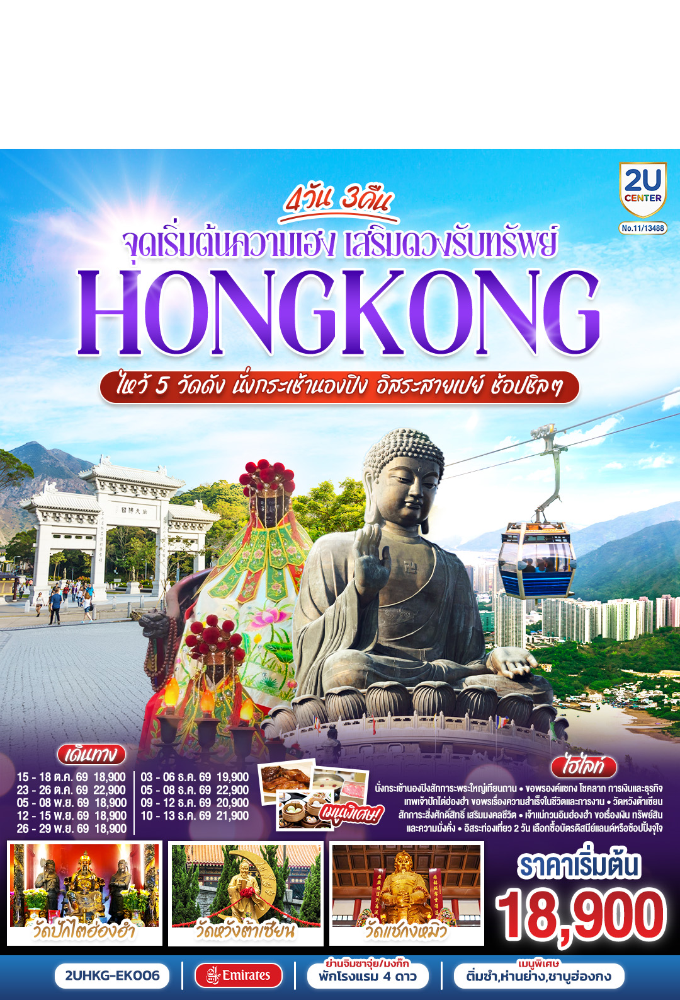 2U
CENTER
No.11/13488
4วัน 3คืน
จุดเริ่มต้นความเฮง เสริมดวงรับทรัพย์
HONGKONG
ไหว้ 5 วัดดัง นั่งกระเช้านองปิง อิสระสายเปย์ ช้อปชิลๆ
國佛天南
เดินทาง
15 - 18 ต.ค. 69 18,900
23 - 26 ต.ค. 69 22,900
05 - 08 พ.ย. 69 18,900
12 - 15 พ.ย. 69 18,900
26 - 29 พ.ย. 69 18,900
03 - 06 ธ.ค. 69 19,900
05 - 08 ธ.ค. 69 22,900
09 - 12 ธ.ค. 69 20,900
10 - 13 ธ.ค. 69 21,900
เมนูพิเศษ!
ไฮไลท์
นั่งกระเช้านองปิงสักการะพระใหญ่เทียนถาน • ขอพรองค์แชกง โชคลาภ การเงินและธุรกิจ
เทพเจ้าปักไต่ฮ่องฮำ ขอพรเรื่องความสำเร็จในชีวิตและการงาน • วัดหวังต้าเซียน
สักการะสิ่งศักดิ์สิทธิ์ เสริมมงคลชีวิต • เจ้าแม่กวนอิมฮ่องฮำ ขอเรื่องเงิน ทรัพย์สิน
และความมั่งคั่ง • อิสระท่องเที่ยว 2 วัน เลือกซื้อบัตรดิสนีย์แลนด์หรือช้อปปิ้งจุใจ
วัดปักไตฮ่องฮำ
วัดหวังต้าเซียน
วัดแชกงหมิว
ราคาเริ่มต้น
18,900
2UHKG-EK006
Emirates
ย่านจิมซาจุ่ย/มงก๊ก
พักโรงแรม 4 ดาว
เมนูพิเศษ
ติ่มซำ,ห่านย่าง,ชาบูฮ่องกง